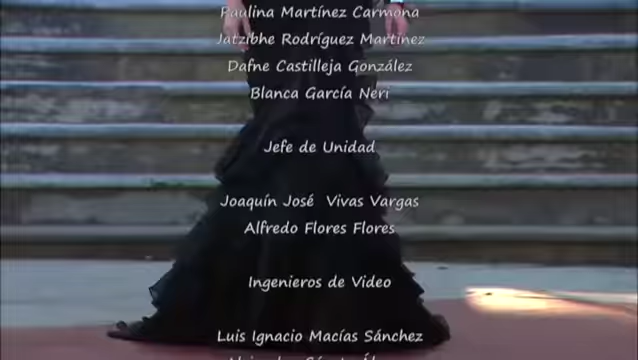 Paulina Martínez Carmona
Jatzibhe Rodríguez Martínez
Dafne Castilleja González
Blanca García Neri
Jefe de Unidad
Joaquín José Vivas Vargas
Alfredo Flores Flores
Ingenieros de Video
Luis Ignacio Macías Sánchez